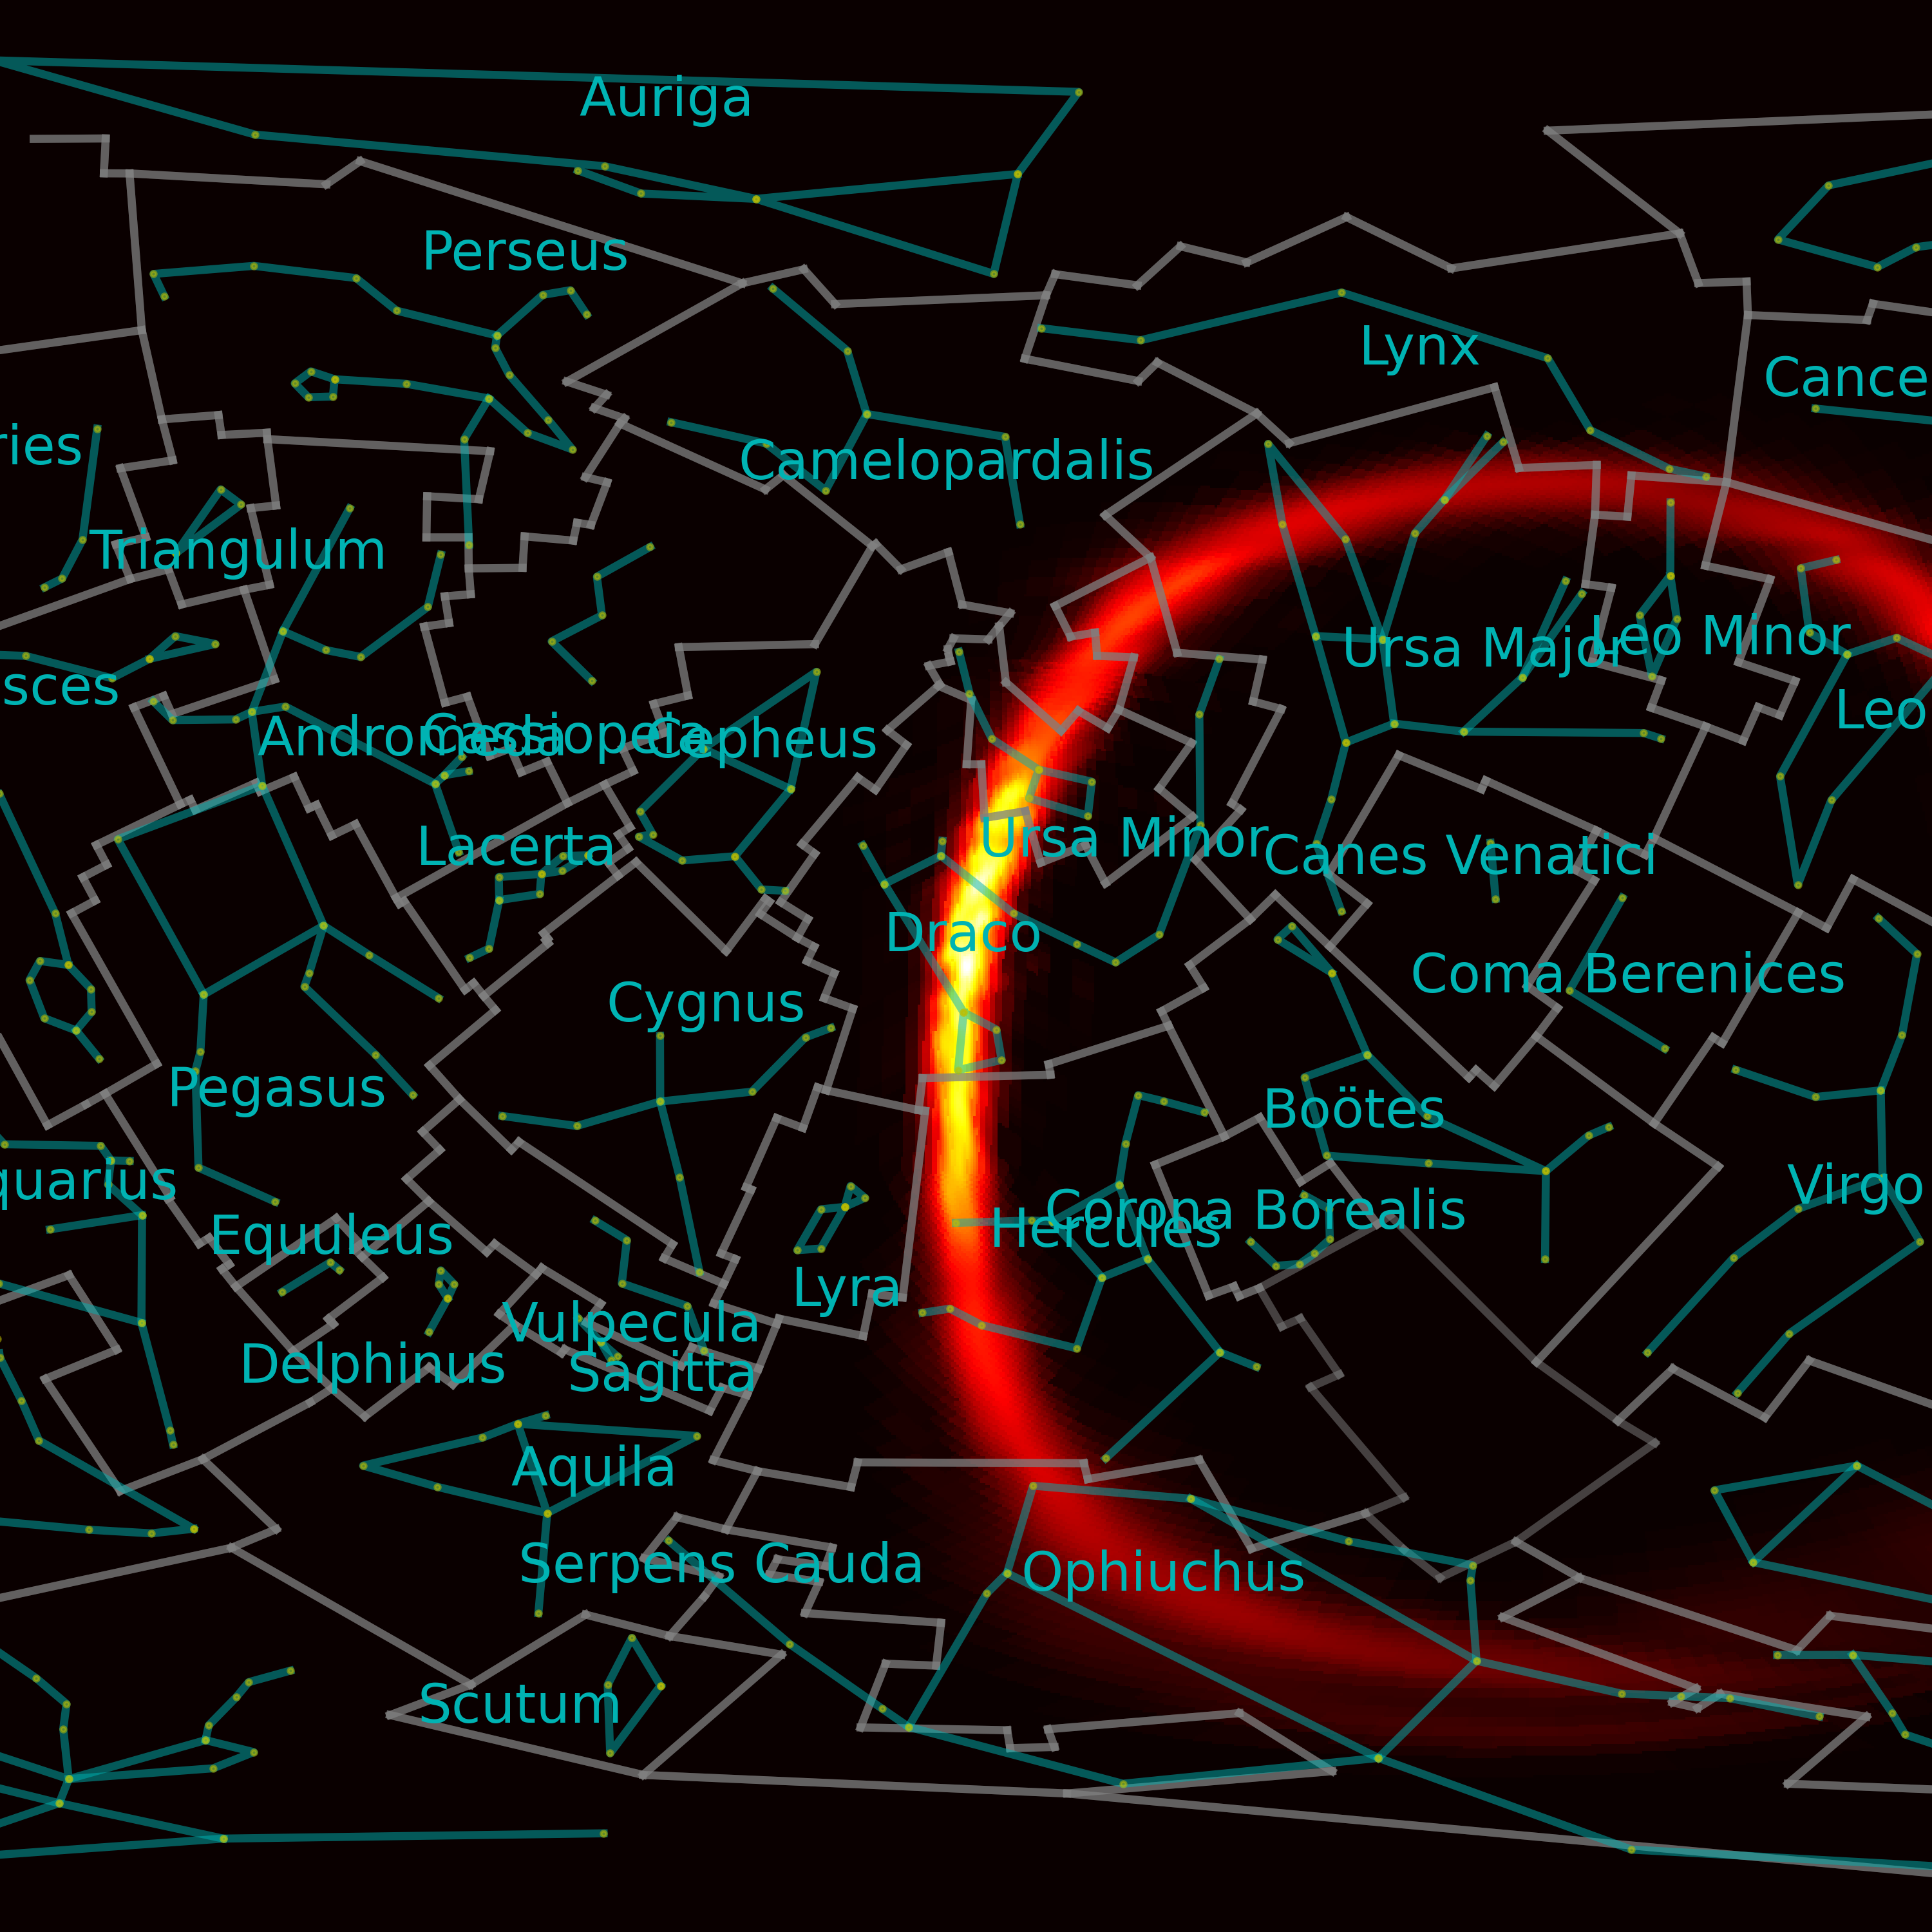 Auriga
Perseus
Lynx
Cance
ries
Camelopardalis
Triangulum
Ursa Major
Leo Minor
sces
Andromeda
Cassiopeia
Cepheus
Leo
Lacerta
Ursa Minor
Canes Venatici
Draco
Coma Berenices
Cygnus
Pegasus
Boötes
quarius
Virgo
Equuleus
Corona Borealis
Hercules
Lyra
Vulpecula
Delphinus
Sagitta
Aquila
Serpens Cauda
Ophiuchus
Scutum